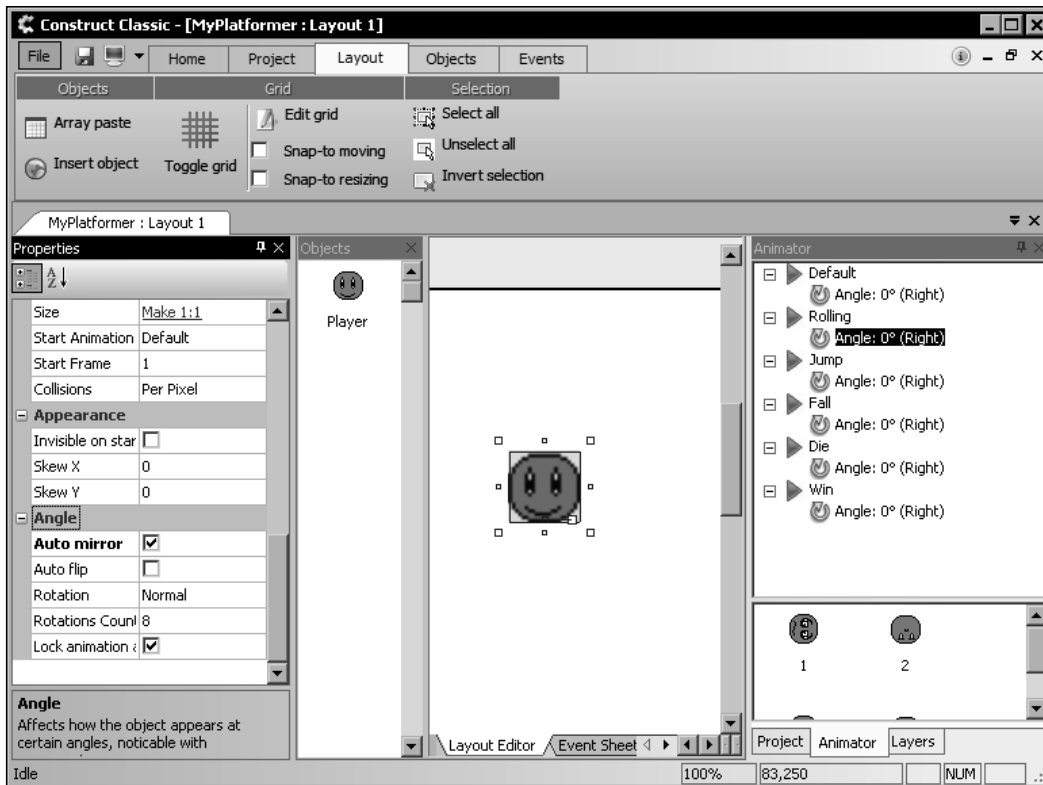 Construct Classic - [MyPlatformer : Layout 1]
File Home Project Layout Objects Events
Objects Grid Selection
Array paste
Insert object
Toggle grid
Edit grid
Snap-to moving
Snap-to resizing
Select all
Unselect all
Invert selection
MyPlatformer : Layout 1
Properties
A
Z
Size Make 1:1
Start Animation Default
Start Frame 1
Collisions Per Pixel
Appearance
Invisible on star
Skew X 0
Skew Y 0
Angle
Auto mirror
Auto flip
Rotation Normal
Rotations Count 8
Lock animation a
Angle
Affects how the object appears at
certain angles, noticable with
Objects
Player
Layout Editor Event Sheet
Animator
Default
Angle: 0° (Right)
Rolling
Angle: 0° (Right)
Jump
Angle: 0° (Right)
Fall
Angle: 0° (Right)
Die
Angle: 0° (Right)
Win
Angle: 0° (Right)
1 2
Project Animator Layers
Idle 100% 83,250 NUM